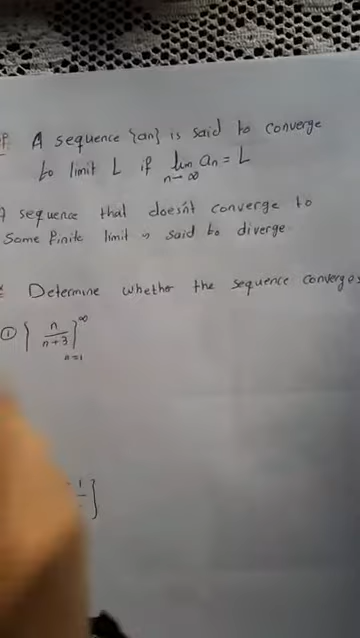 A sequence {an} is said to converge
to limit L if lim an = L
n→∞
A sequence that doesn't converge to
some finite limit is said to diverge
Determine whether the sequence converges
① { n/n+3 }∞ n=1